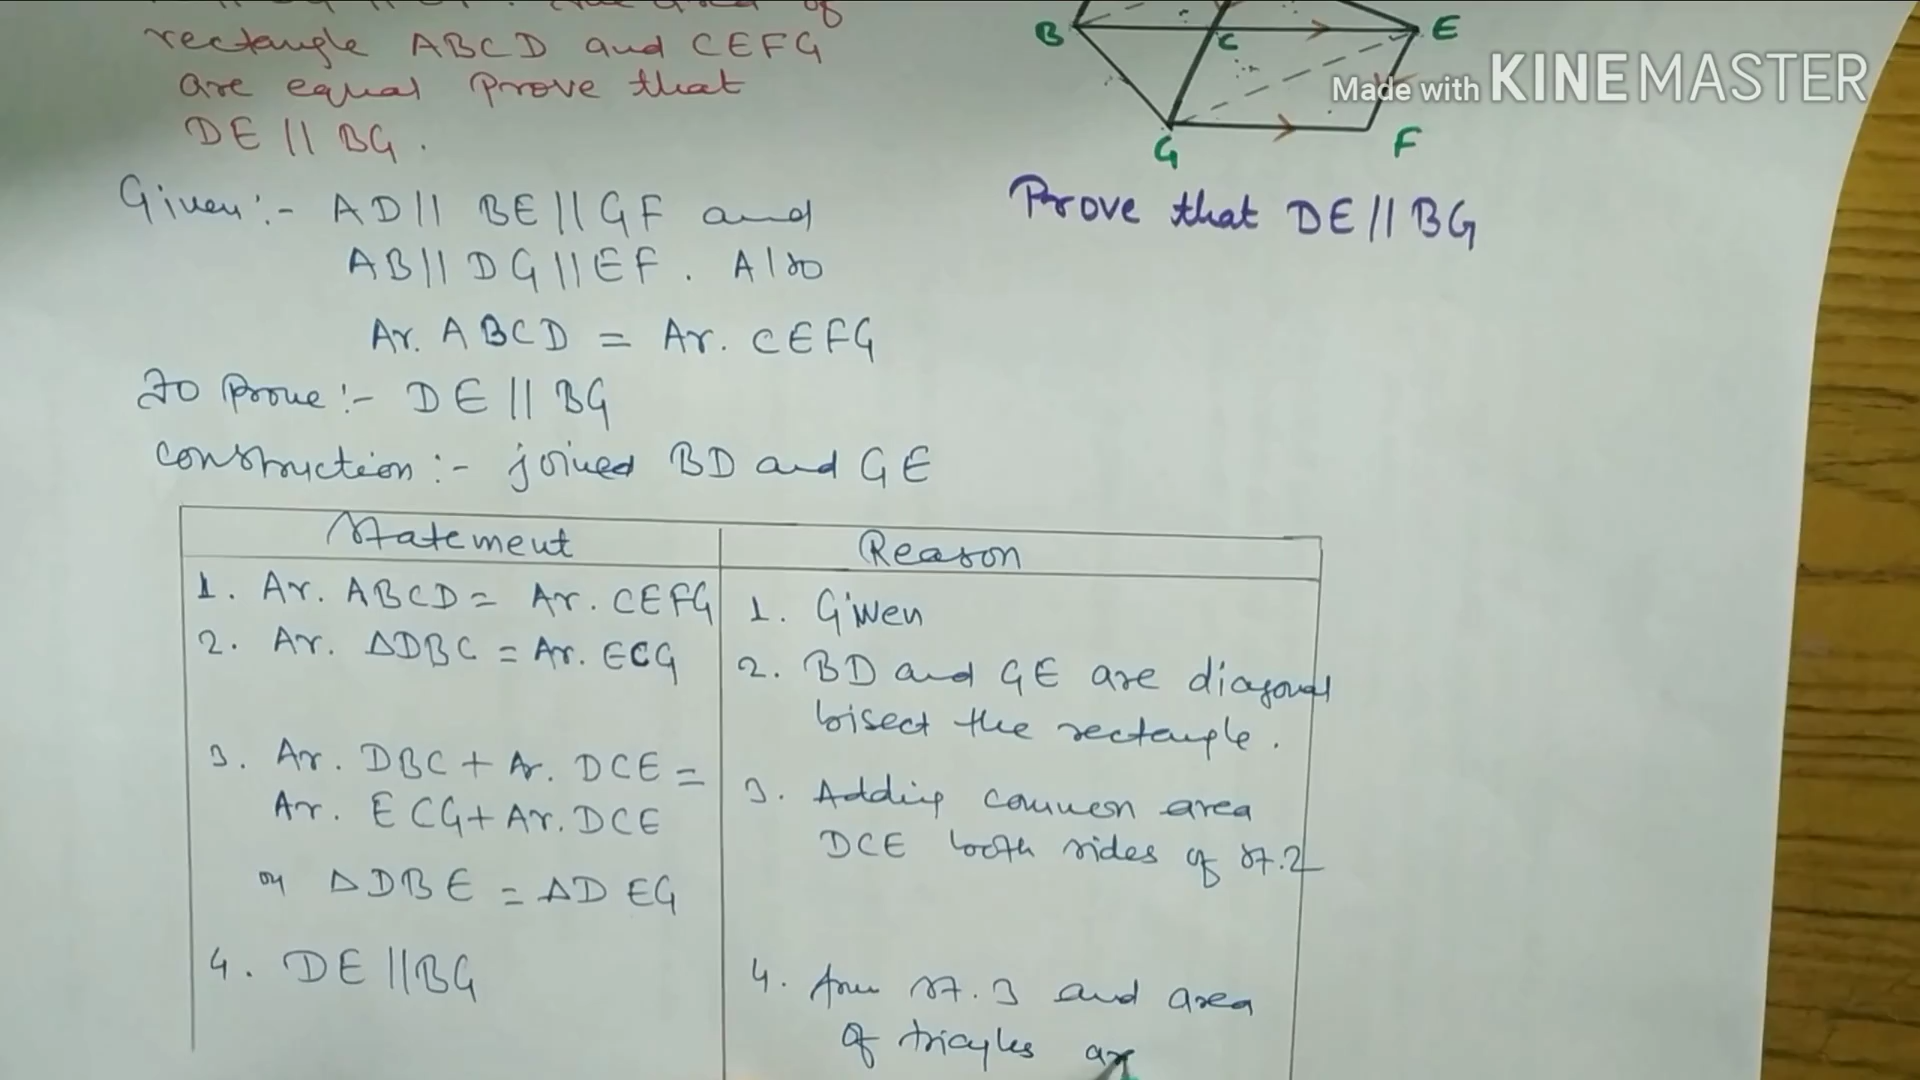 of
rectangle ABCD and CEFG
are equal Prove that
DE || BG.
B
C
E
G
F
Made with KINEMASTER
Prove that DE || BG
Given:- AD || BE || GF and
AB || DG || EF. Also
Ar. ABCD = Ar. CEFG
To Prove:- DE || BG
Construction:- joined BD and GE
Statement
Reason
1. Ar. ABCD = Ar. CEFG
1. Given
2. Ar. ΔDBC = Ar. ECG
2. BD and GE are diagonal
bisect the rectangle.
3. Ar. DBC + Ar. DCE =
Ar. ECG + Ar. DCE
or ΔDBE = ΔDEG
3. Adding common area
DCE both sides of st.2
4. DE || BG
4. from st.3 and area
of triangles ar